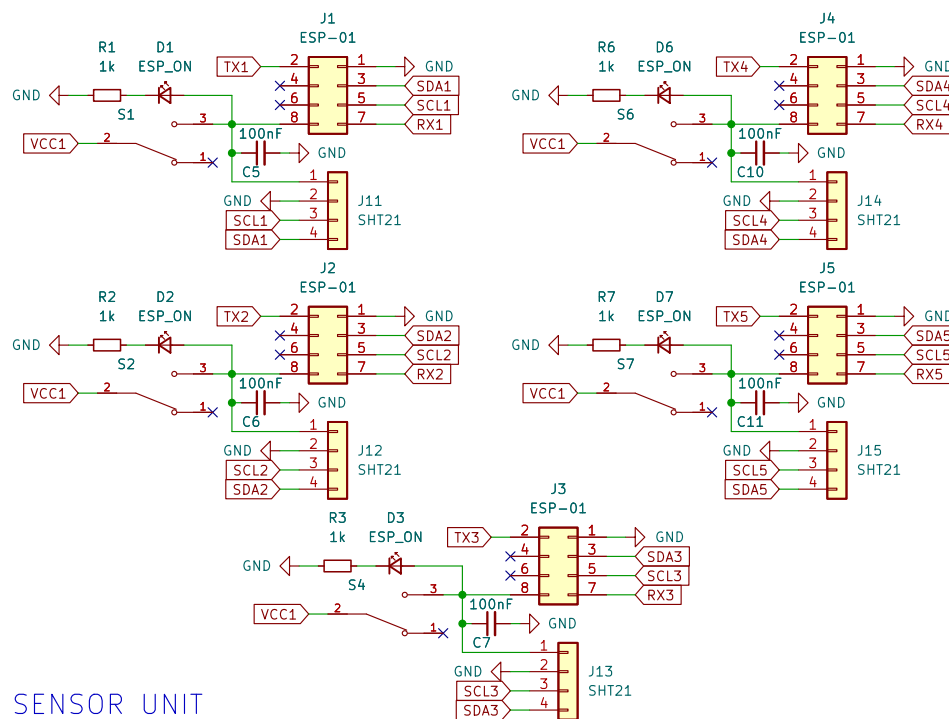 J1
ESP-01
R1
1k
D1
ESP_ON
TX1
2
1
GND
4
3
SDA1
GND
6
5
SCL1
S1
3
8
7
RX1
100nF
VCC1
2
1
GND
C5
1
J11
GND
2
SCL1
3
SHT21
SDA1
4
J4
ESP-01
R6
1k
D6
ESP_ON
TX4
2
1
GND
4
3
SDA4
GND
6
5
SCL4
S6
3
8
7
RX4
100nF
VCC1
2
1
GND
C10
1
J14
GND
2
SCL4
3
SHT21
SDA4
4
J2
ESP-01
R2
1k
D2
ESP_ON
TX2
2
1
GND
4
3
SDA2
GND
6
5
SCL2
S2
3
8
7
RX2
100nF
VCC1
2
1
GND
C6
1
J12
GND
2
SCL2
3
SHT21
SDA2
4
J5
ESP-01
R7
1k
D7
ESP_ON
TX5
2
1
GND
4
3
SDA5
GND
6
5
SCL5
S7
3
8
7
RX5
100nF
VCC1
2
1
GND
C11
1
J15
GND
2
SCL5
3
SHT21
SDA5
4
J3
ESP-01
R3
1k
D3
ESP_ON
TX3
2
1
GND
4
3
SDA3
GND
6
5
SCL3
S4
3
8
7
RX3
100nF
VCC1
2
1
GND
C7
1
J13
GND
2
SCL3
3
SHT21
SDA3
4
SENSOR UNIT